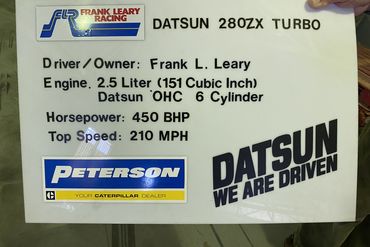 FLR FRANK LEARY
RACING
DATSUN 280ZX TURBO
Driver/Owner: Frank L. Leary
Engine, 2.5 Liter (151 Cubic Inch)
Datsun OHC 6 Cylinder
Horsepower: 450 BHP
Top Speed: 210 MPH
PETERSON
YOUR CATERPILLAR DEALER
DATSUN
WE ARE DRIVEN